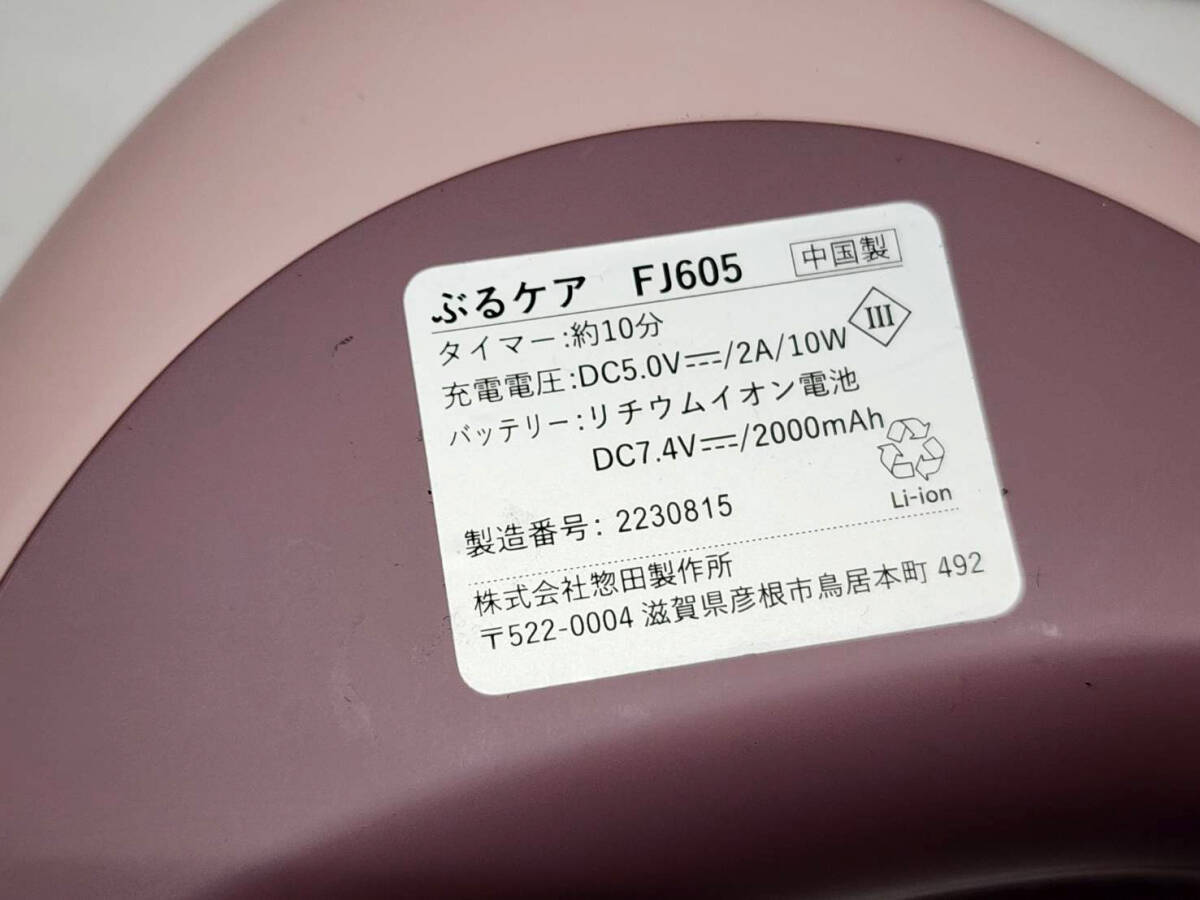 ぶるケア FJ605 中国製
タイマー:約10分
充電電圧:DC5.0V⎓/2A/10W
III
バッテリー:リチウムイオン電池
DC7.4V⎓/2000mAh
Li-ion
製造番号: 2230815
株式会社惣田製作所
〒522-0004 滋賀県彦根市鳥居本町 492